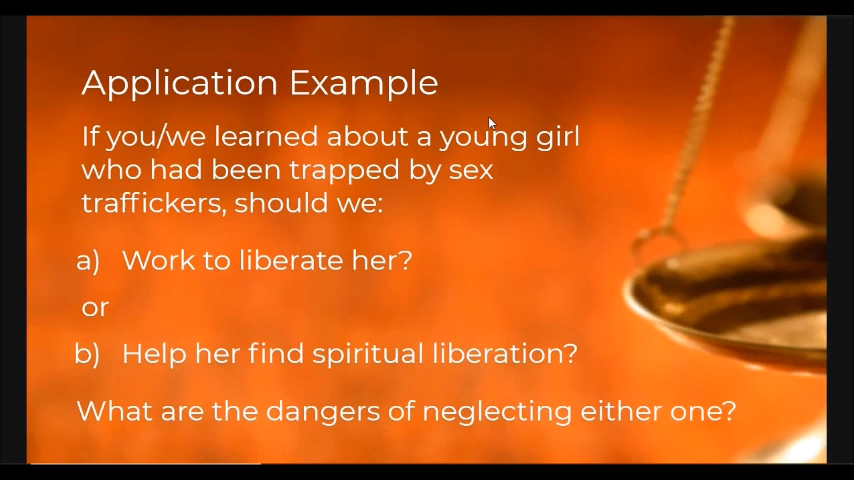 Application Example
If you/we learned about a young girl
who had been trapped by sex
traffickers, should we:
a) Work to liberate her?
or
b) Help her find spiritual liberation?
What are the dangers of neglecting either one?